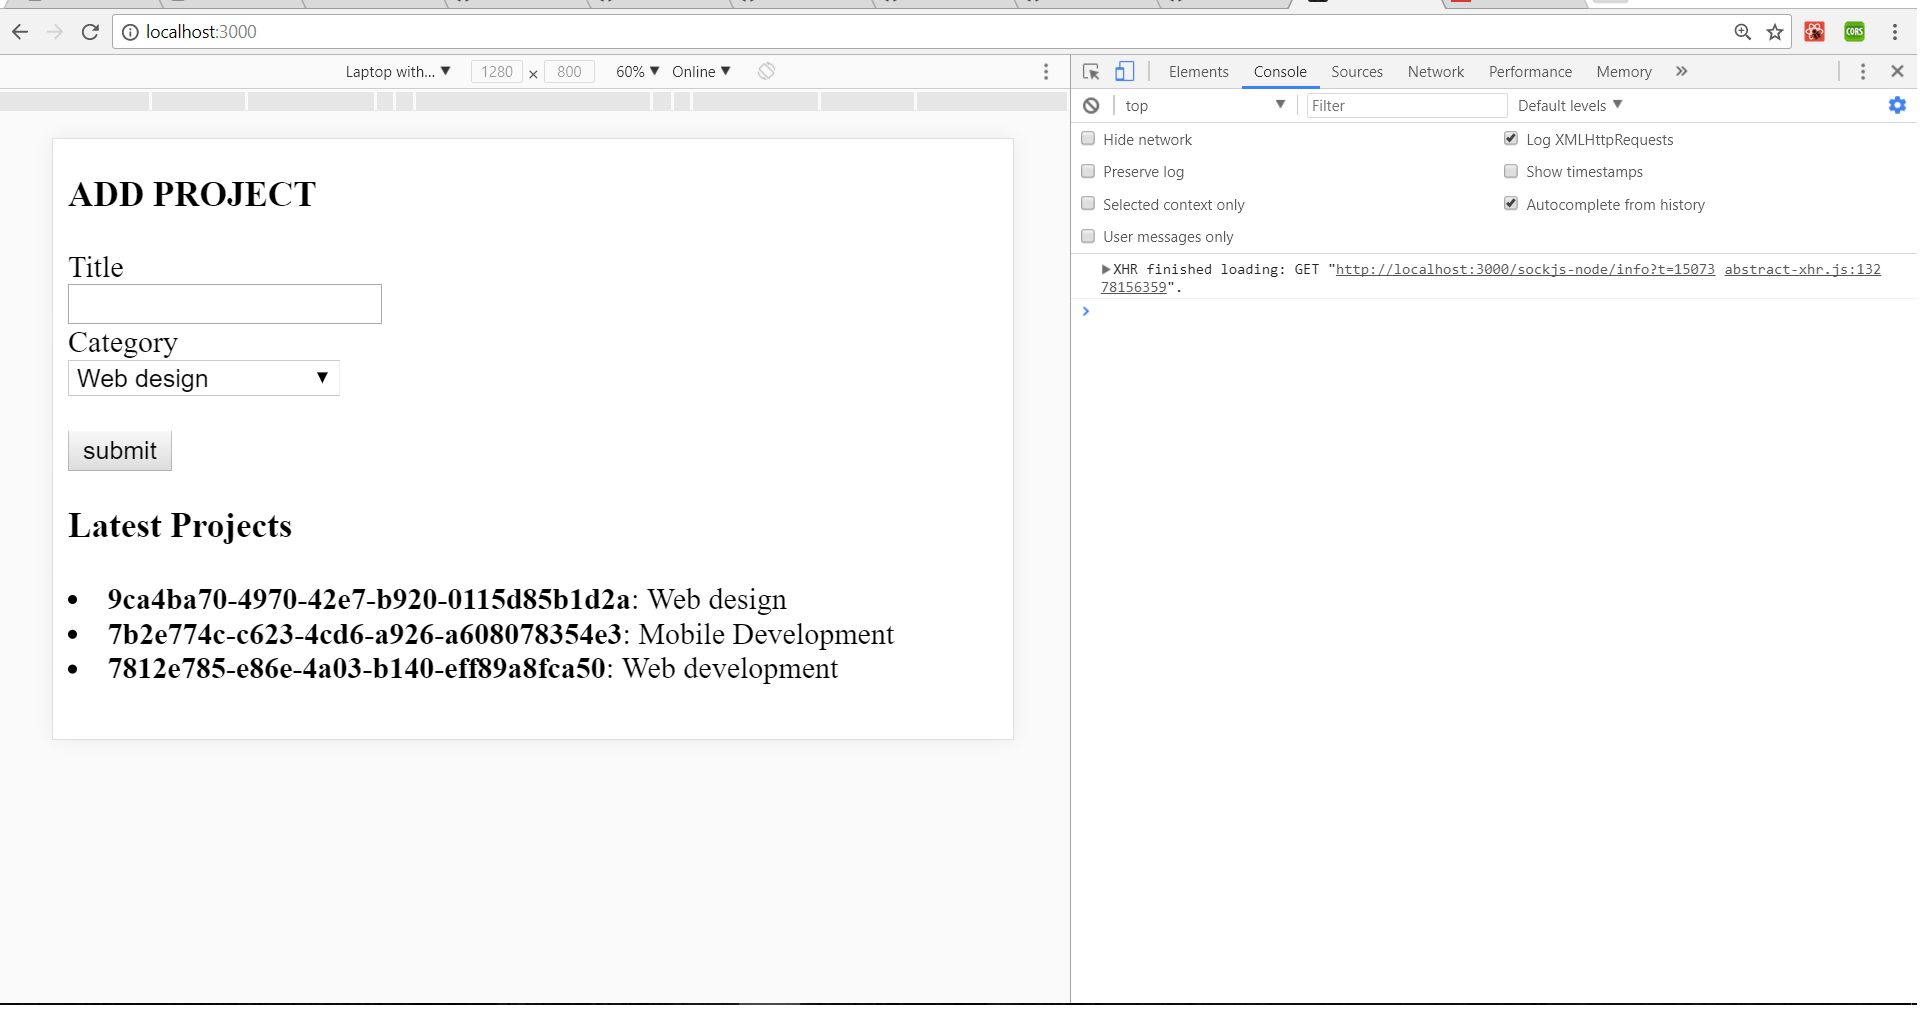 localhost:3000
CORS
Laptop with... ▼ 1280 × 800 60% ▼ Online ▼
Elements Console Sources Network Performance Memory »
top ▼ Filter Default levels ▼
Hide network
Log XMLHttpRequests
Preserve log
Show timestamps
Selected context only
Autocomplete from history
User messages only
XHR finished loading: GET "http://localhost:3000/sockjs-node/info?t=15073 abstract-xhr.js:132
78156359".
ADD PROJECT
Title
Category
Web design
submit
Latest Projects
9ca4ba70-4970-42e7-b920-0115d85b1d2a: Web design
7b2e774c-c623-4cd6-a926-a608078354e3: Mobile Development
7812e785-e86e-4a03-b140-eff89a8fca50: Web development